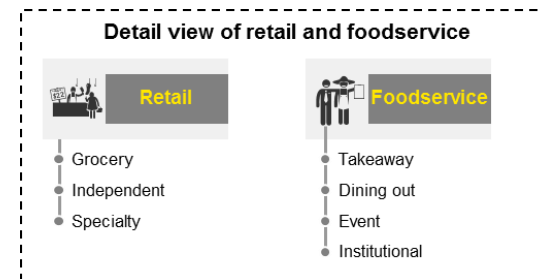 Detail view of retail and foodservice
Retail
Grocery
Independent
Specialty
Foodservice
Takeaway
Dining out
Event
Institutional